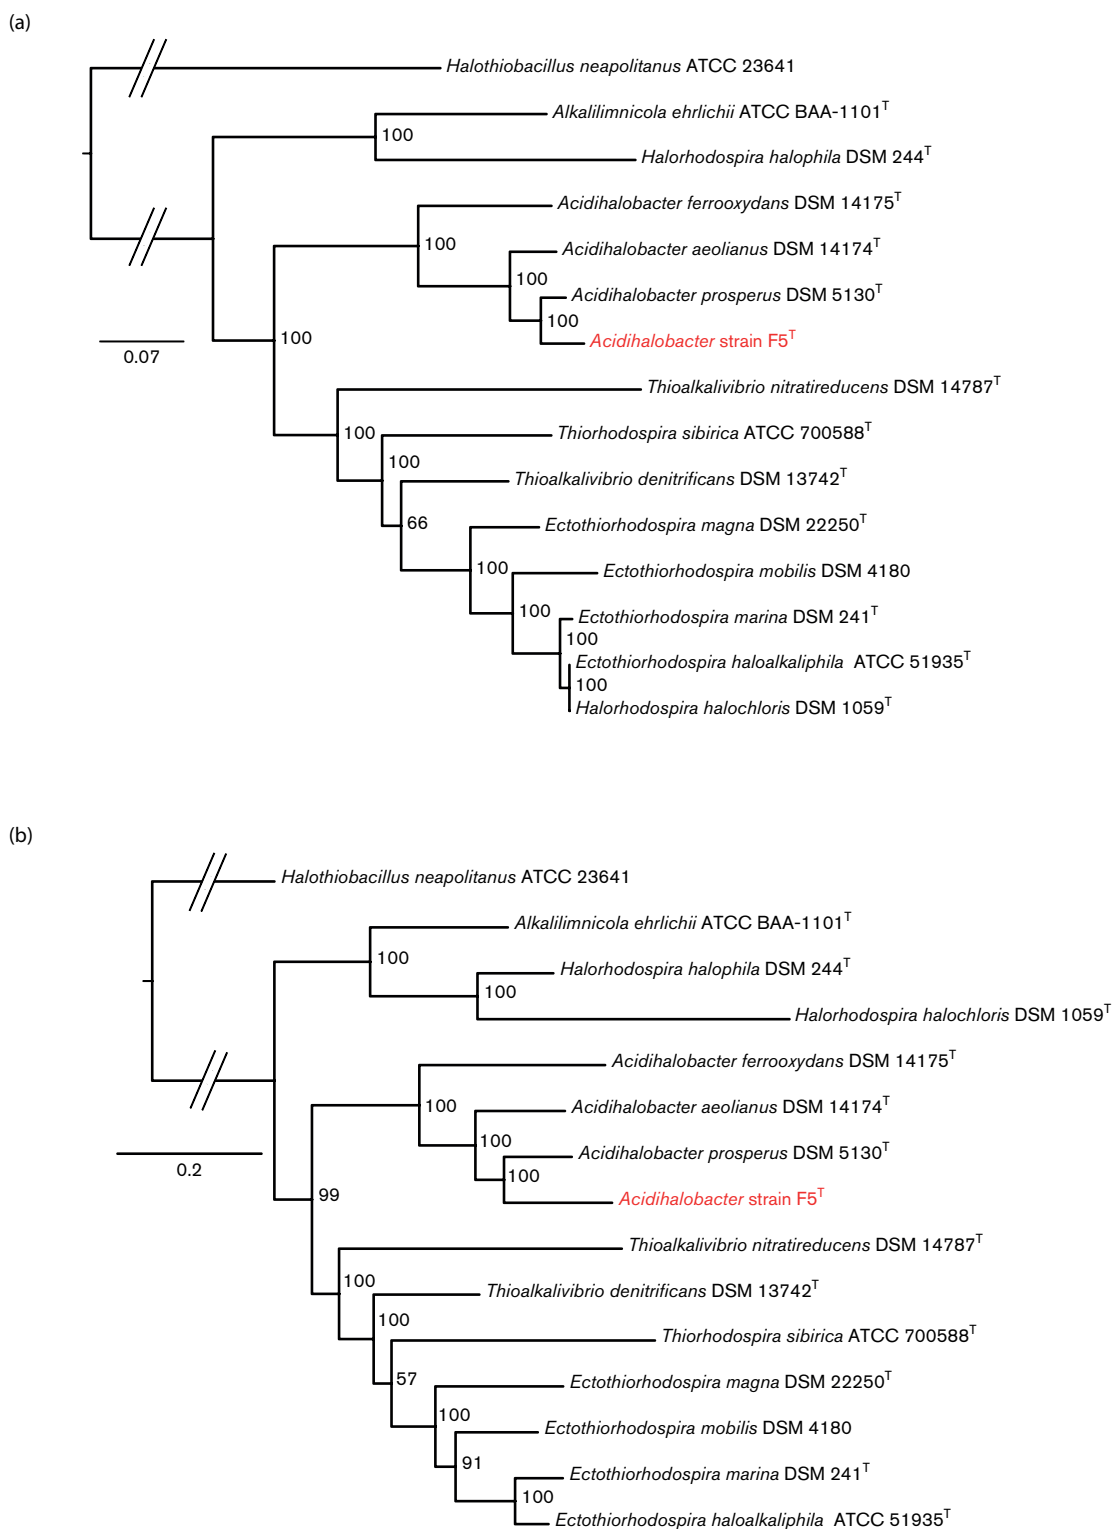 (a)
Halothiobacillus neapolitanus ATCC 23641
Alkalilimnicola ehrlichii ATCC BAA-1101T
100
Halorhodospira halophila DSM 244T
Acidihalobacter ferrooxydans DSM 14175T
100
Acidihalobacter aeolianus DSM 14174T
100
Acidihalobacter prosperus DSM 5130T
100
Acidihalobacter strain F5T
100
0.07
Thioalkalivibrio nitratireducens DSM 14787T
100
Thiorhodospira sibirica ATCC 700588T
100
Thioalkalivibrio denitrificans DSM 13742T
66
Ectothiorhodospira magna DSM 22250T
100
Ectothiorhodospira mobilis DSM 4180
100
Ectothiorhodospira marina DSM 241T
100
Ectothiorhodospira haloalkaliphila ATCC 51935T
100
Halorhodospira halochloris DSM 1059T
(b)
Halothiobacillus neapolitanus ATCC 23641
Alkalilimnicola ehrlichii ATCC BAA-1101T
100
Halorhodospira halophila DSM 244T
100
Halorhodospira halochloris DSM 1059T
Acidihalobacter ferrooxydans DSM 14175T
100
Acidihalobacter aeolianus DSM 14174T
100
Acidihalobacter prosperus DSM 5130T
0.2
100
99
Acidihalobacter strain F5T
Thioalkalivibrio nitratireducens DSM 14787T
100
Thioalkalivibrio denitrificans DSM 13742T
100
Thiorhodospira sibirica ATCC 700588T
57
Ectothiorhodospira magna DSM 22250T
100
Ectothiorhodospira mobilis DSM 4180
91
Ectothiorhodospira marina DSM 241T
100
Ectothiorhodospira haloalkaliphila ATCC 51935T